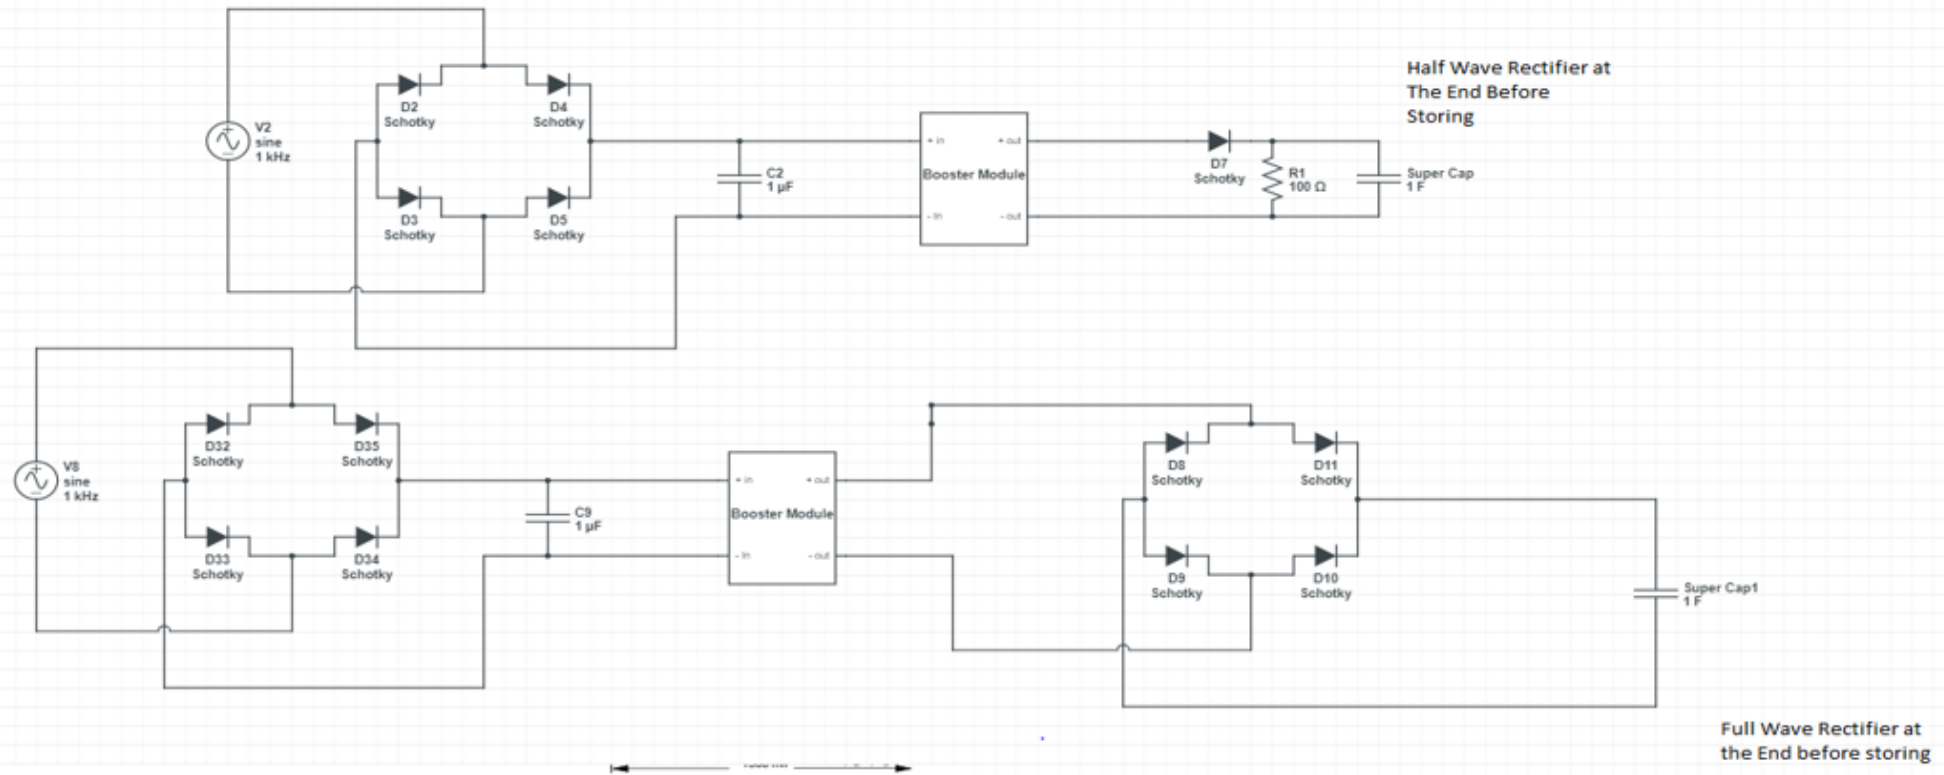 Half Wave Rectifier at
The End Before
Storing
V2
sine
1 kHz
D2
Schotky
D4
Schotky
D3
Schotky
D5
Schotky
C2
1 µF
+ in
+ out
Booster Module
- in
- out
D7
Schotky
R1
100 Ω
Super Cap
1 F
V8
sine
1 kHz
D32
Schotky
D35
Schotky
D33
Schotky
D34
Schotky
C9
1 µF
+ in
+ out
Booster Module
- in
- out
D8
Schotky
D11
Schotky
D9
Schotky
D10
Schotky
Super Cap1
1 F
Full Wave Rectifier at
the End before storing